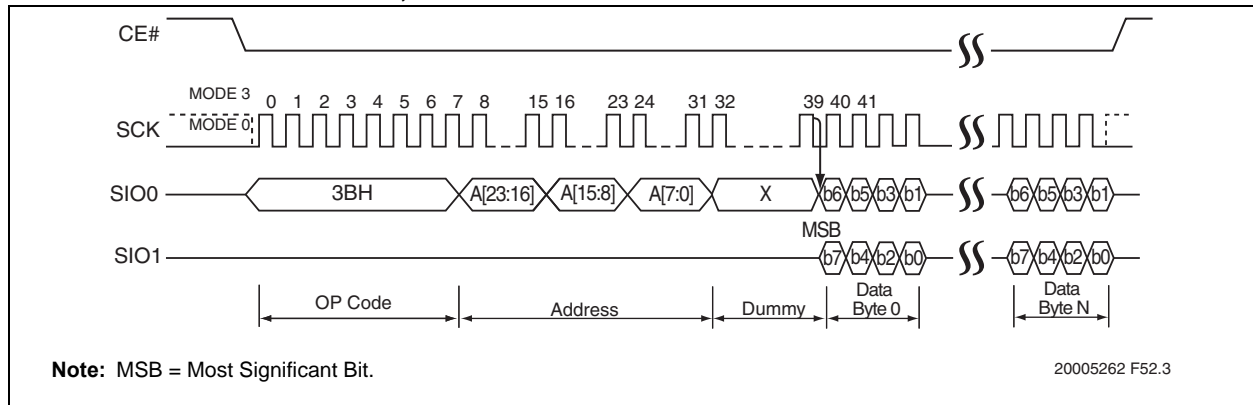 CE#
MODE 3
0 1 2 3 4 5 6 7 8 15 16 23 24 31 32 39 40 41
SCK MODE 0
SIO0 3BH A[23:16] A[15:8] A[7:0] X b6 b5 b3 b1 b6 b5 b3 b1
MSB
SIO1 b7 b4 b2 b0 b7 b4 b2 b0
OP Code Address Dummy Data Byte 0 Data Byte N
Note: MSB = Most Significant Bit.
20005262 F52.3